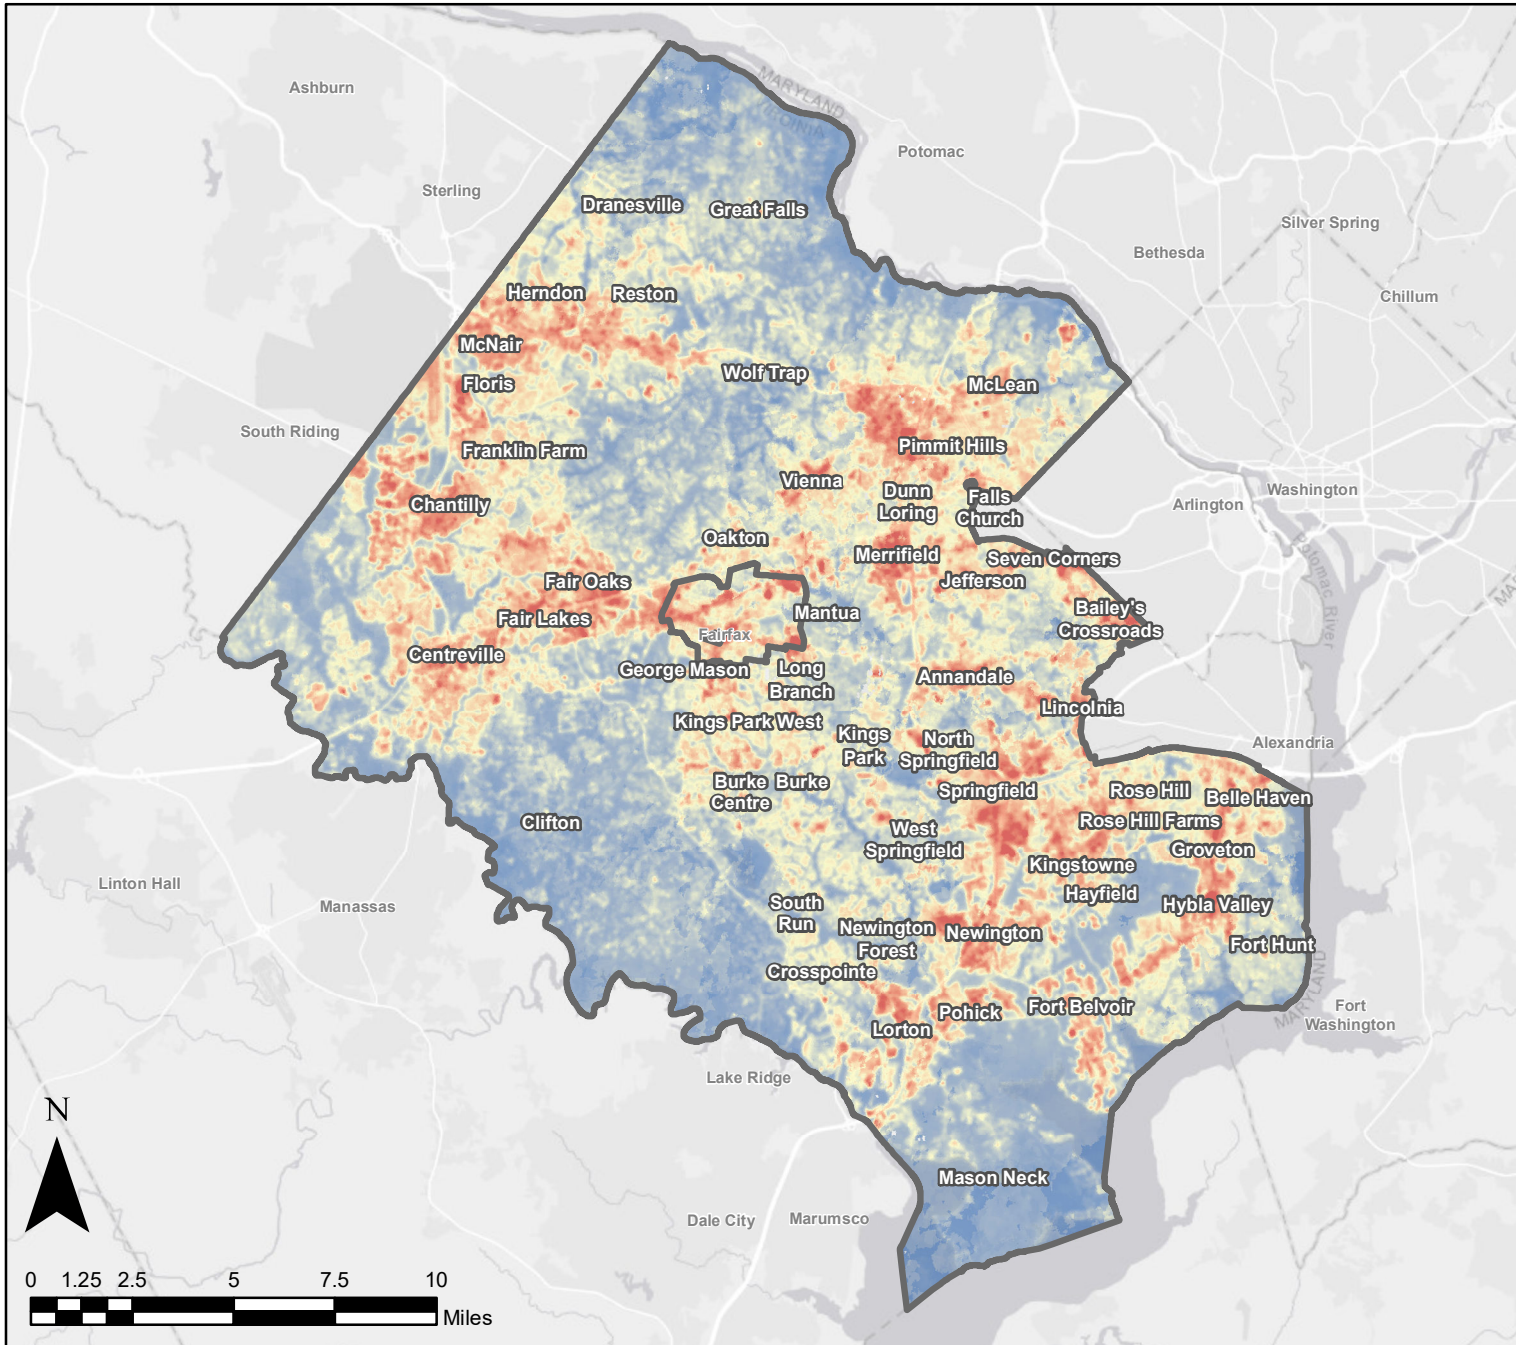 Ashburn
MARYLAND
VIRGINIA
Potomac
Sterling
Dranesville
Great Falls
Silver Spring
Bethesda
Herndon
Reston
Chillum
McNair
Wolf Trap
Floris
McLean
South Riding
Franklin Farm
Pimmit Hills
Vienna
Dunn
Loring
Falls
Church
Washington
Arlington
Chantilly
Oakton
Merrifield
Seven Corners
Jefferson
Potomac River
Fair Oaks
Fair Lakes
Mantua
Bailey's
Crossroads
Fairfax
Centreville
George Mason
Long
Branch
Annandale
Lincolnia
Kings Park West
Kings
Park
North
Springfield
Alexandria
Burke
Centre
Burke
Springfield
Rose Hill
Belle Haven
Clifton
West
Springfield
Rose Hill Farms
Groveton
Kingstowne
Linton Hall
Manassas
Hayfield
South
Run
Hybla Valley
Newington
Forest
Newington
Fort Hunt
Crosspointe
MARYLAND
Fort Belvoir
Pohick
Lorton
Fort
Washington
Lake Ridge
N
Mason Neck
Dale City
Marumsco
0 1.25 2.5 5 7.5 10
Miles